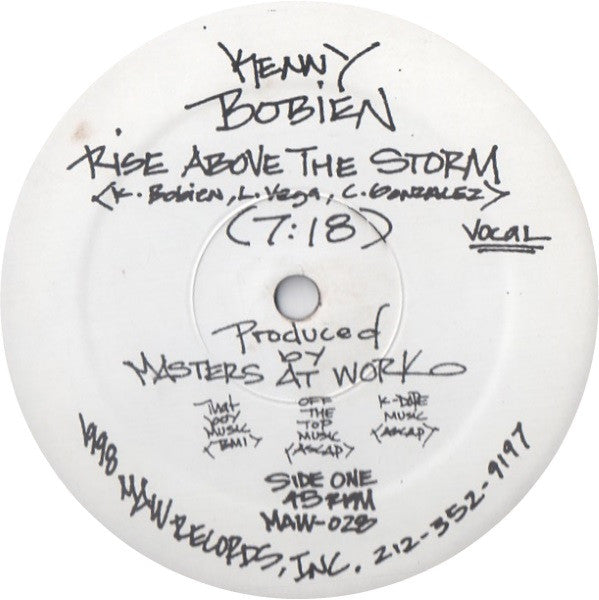 KENNY
BOBIEN
RISE ABOVE THE STORM
(K. Bobien, L. Vega, C. GONZALEZ)
(7:18)
VOCAL
Produced
by
MASTERS AT WORK
MUSIC
(BMI)
OFF
THE
TOP
MUSIC
(ASCAP)
K-DOPE
MUSIC
(ASCAP)
SIDE ONE
45 RPM
MAW-028
1998 MAW RECORDS, INC. 212-352-9197